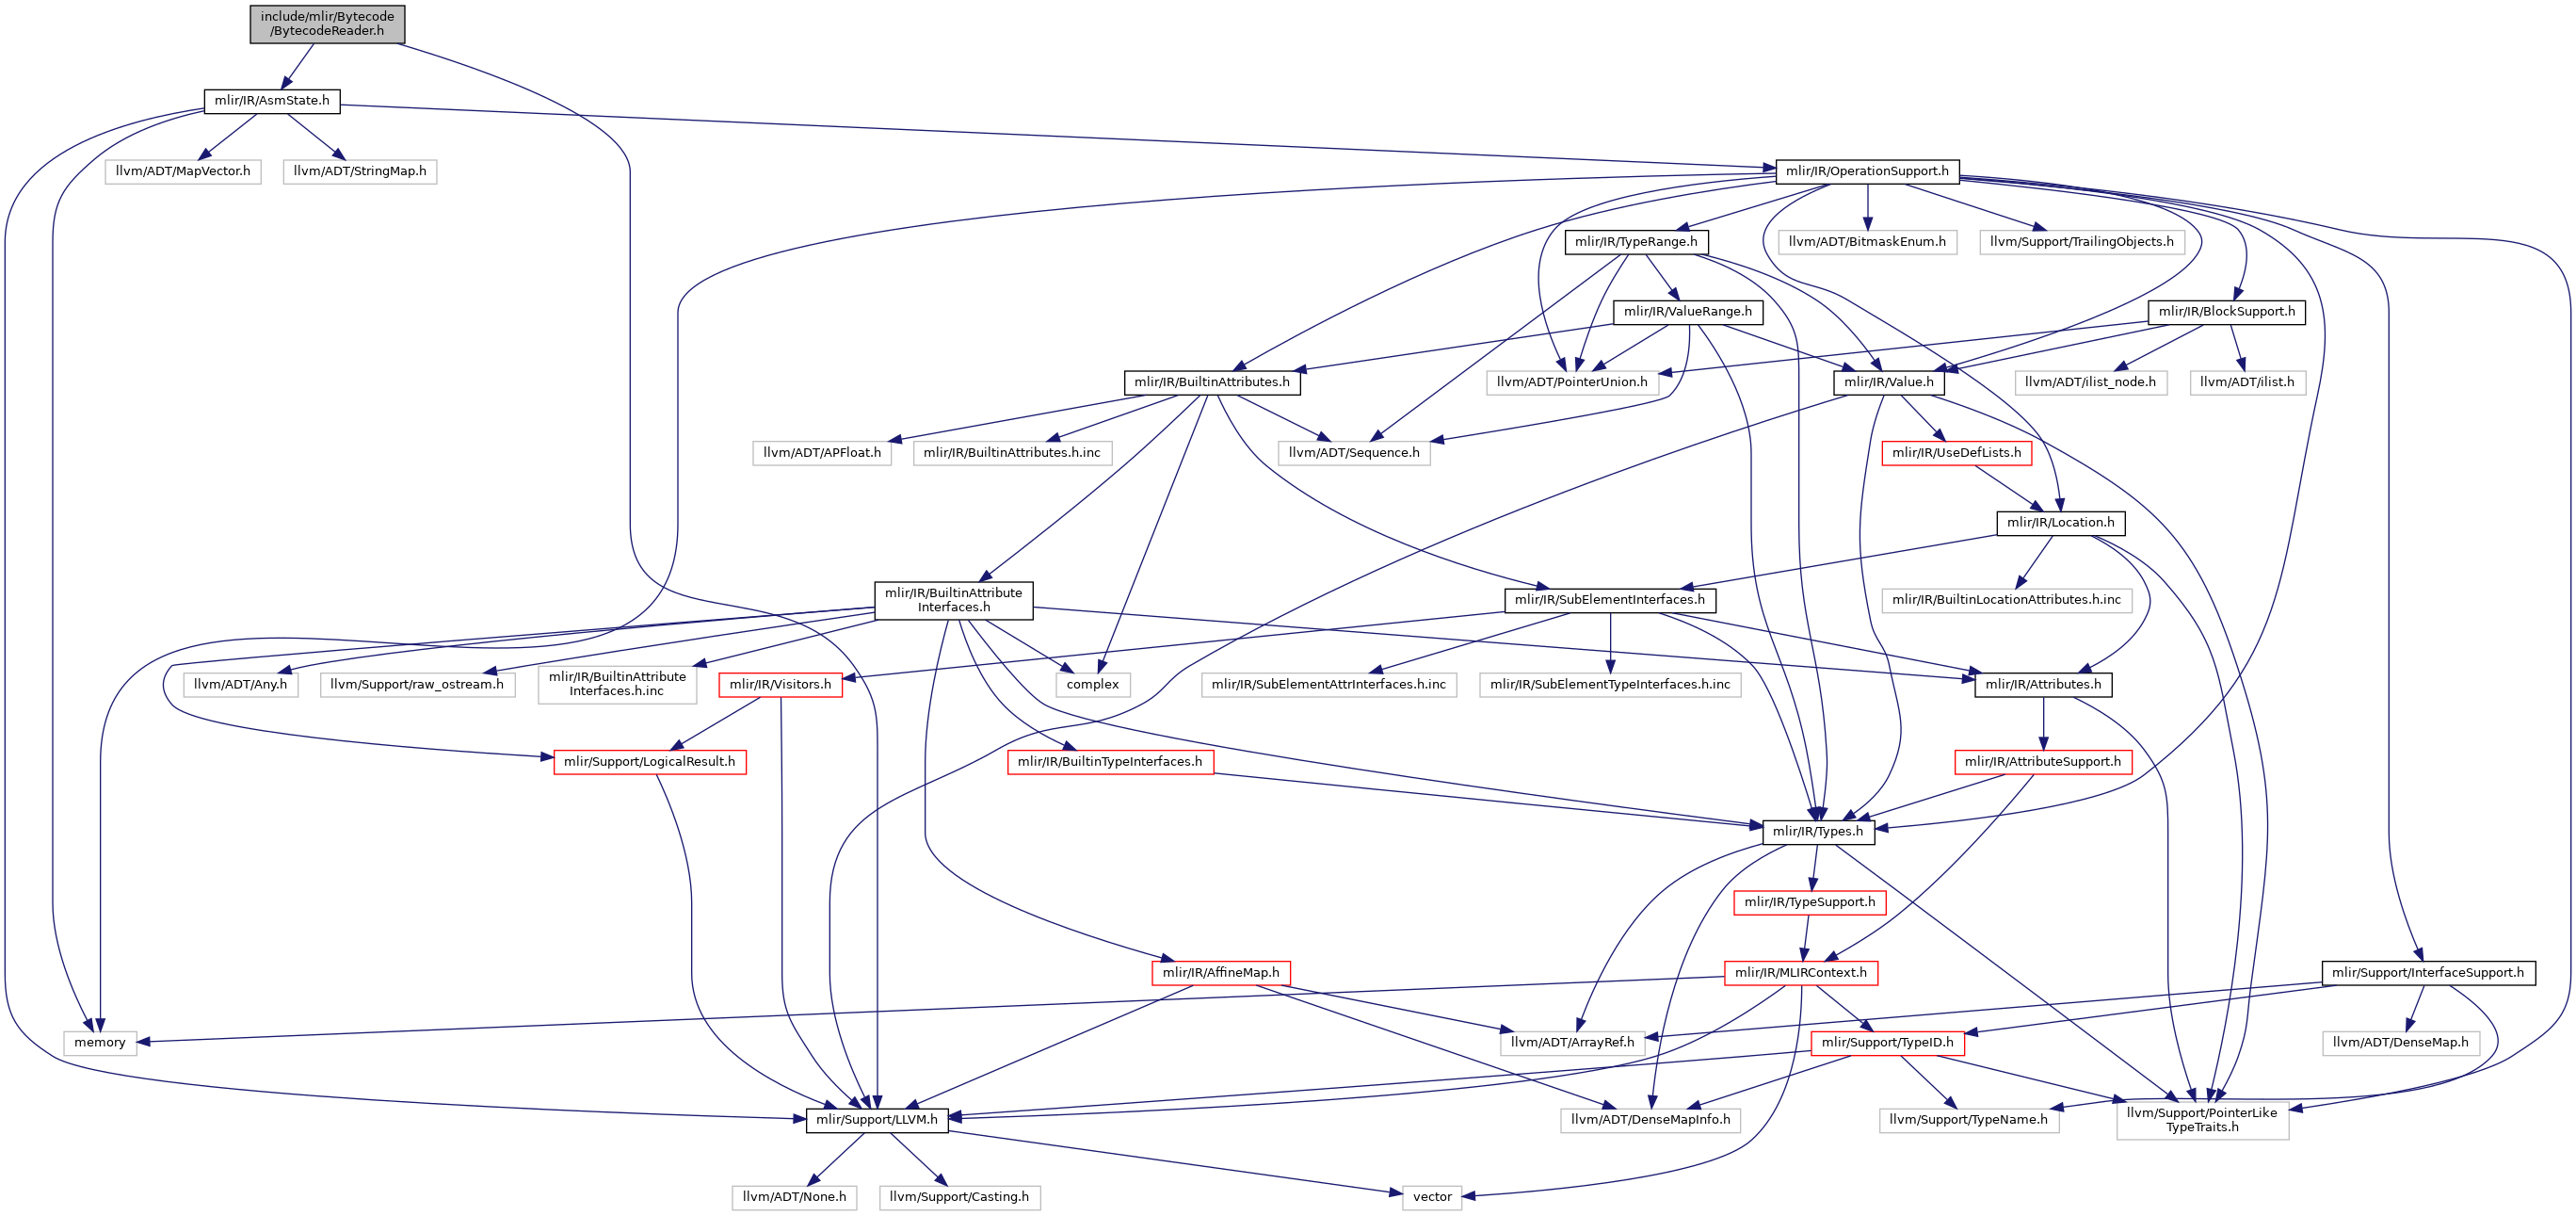 include/mlir/Bytecode
/BytecodeReader.h
mlir/IR/AsmState.h
llvm/ADT/MapVector.h
llvm/ADT/StringMap.h
mlir/IR/OperationSupport.h
mlir/IR/TypeRange.h
llvm/ADT/BitmaskEnum.h
llvm/Support/TrailingObjects.h
mlir/IR/ValueRange.h
mlir/IR/BlockSupport.h
mlir/IR/BuiltinAttributes.h
llvm/ADT/PointerUnion.h
mlir/IR/Value.h
llvm/ADT/ilist_node.h
llvm/ADT/ilist.h
llvm/ADT/APFloat.h
mlir/IR/BuiltinAttributes.h.inc
llvm/ADT/Sequence.h
mlir/IR/UseDefLists.h
mlir/IR/Location.h
mlir/IR/BuiltinAttribute
Interfaces.h
mlir/IR/SubElementInterfaces.h
mlir/IR/BuiltinLocationAttributes.h.inc
llvm/ADT/Any.h
llvm/Support/raw_ostream.h
mlir/IR/BuiltinAttribute
Interfaces.h.inc
mlir/IR/Visitors.h
complex
mlir/IR/SubElementAttrInterfaces.h.inc
mlir/IR/SubElementTypeInterfaces.h.inc
mlir/IR/Attributes.h
mlir/Support/LogicalResult.h
mlir/IR/BuiltinTypeInterfaces.h
mlir/IR/AttributeSupport.h
mlir/IR/Types.h
mlir/IR/TypeSupport.h
mlir/IR/AffineMap.h
mlir/IR/MLIRContext.h
mlir/Support/InterfaceSupport.h
memory
llvm/ADT/ArrayRef.h
mlir/Support/TypeID.h
llvm/ADT/DenseMap.h
mlir/Support/LLVM.h
llvm/ADT/DenseMapInfo.h
llvm/Support/TypeName.h
llvm/Support/PointerLike
TypeTraits.h
llvm/ADT/None.h
llvm/Support/Casting.h
vector